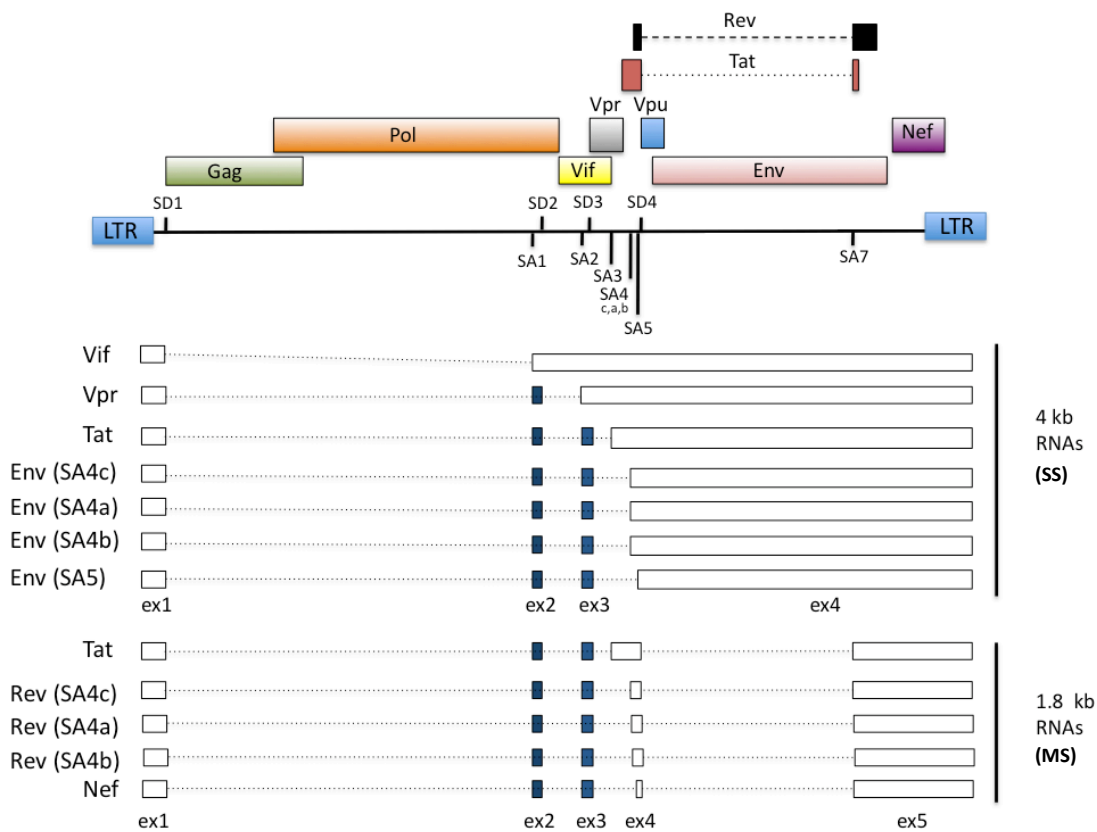 Rev
Tat
Vpr Vpu
Pol Nef
Gag Vif Env
SD1 SD2 SD3 SD4
LTR LTR
SA1 SA2 SA3 SA7
SA4
c,a,b
SA5
Vif
Vpr
Tat
Env (SA4c)
Env (SA4a)
Env (SA4b)
Env (SA5)
ex1 ex2 ex3 ex4
4 kb
RNAs
(SS)
Tat
Rev (SA4c)
Rev (SA4a)
Rev (SA4b)
Nef
ex1 ex2 ex3 ex4 ex5
1.8 kb
RNAs
(MS)